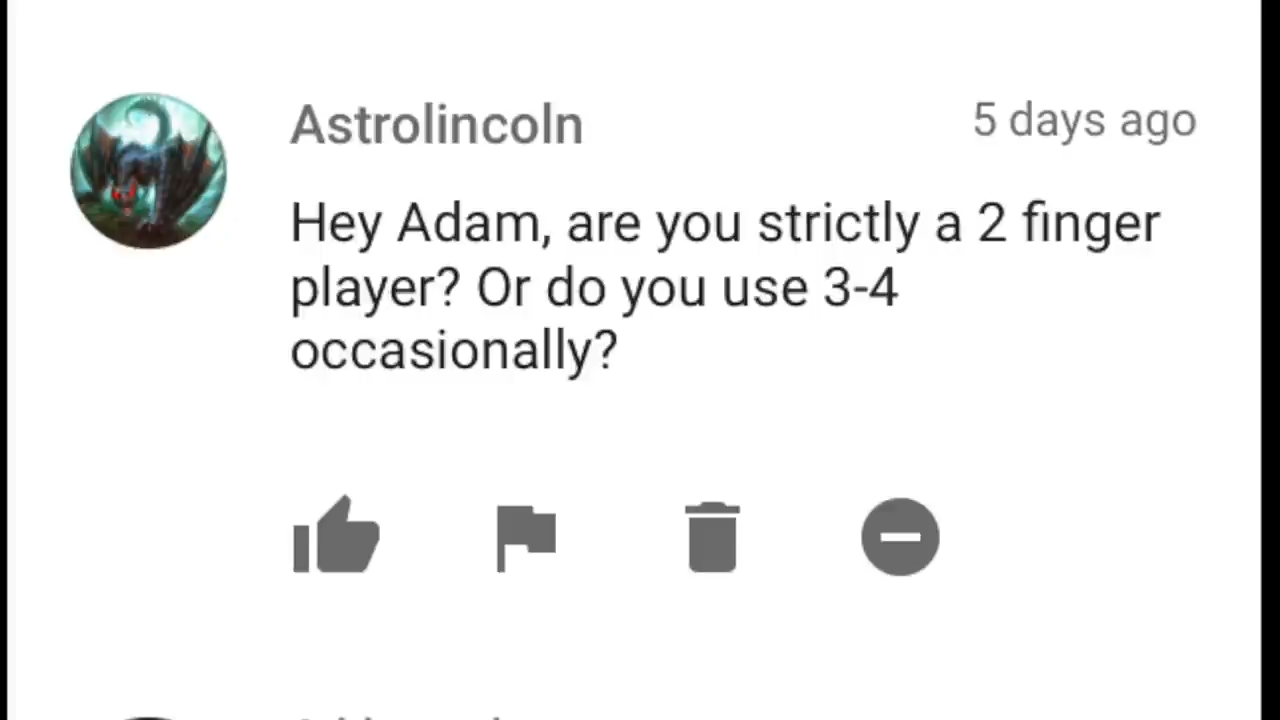 Astrolincoln
5 days ago
Hey Adam, are you strictly a 2 finger
player? Or do you use 3-4
occasionally?